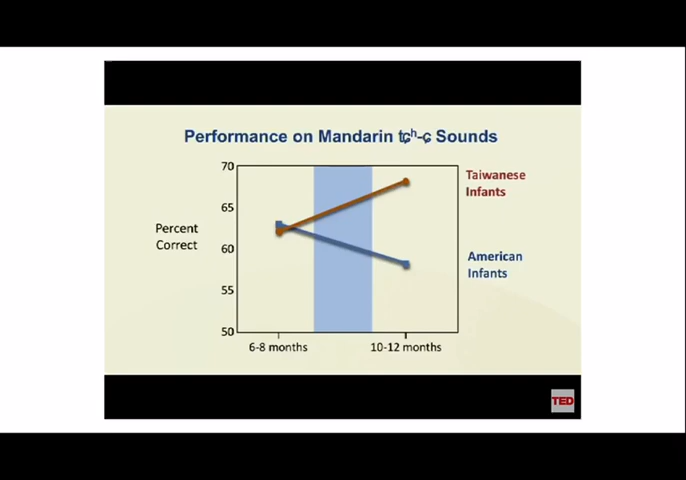 Performance on Mandarin tɕʰ-ɕ Sounds
70
Taiwanese
Infants
65
Percent
Correct
60
American
Infants
55
50
6-8 months
10-12 months
TED